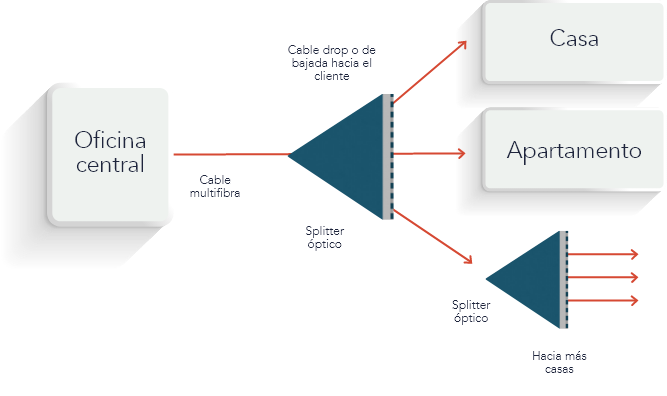 Oficina
central
Cable
multifibra
Cable drop o de
bajada hacia el
cliente
Splitter
óptico
Casa
Apartamento
Splitter
óptico
Hacia más
casas